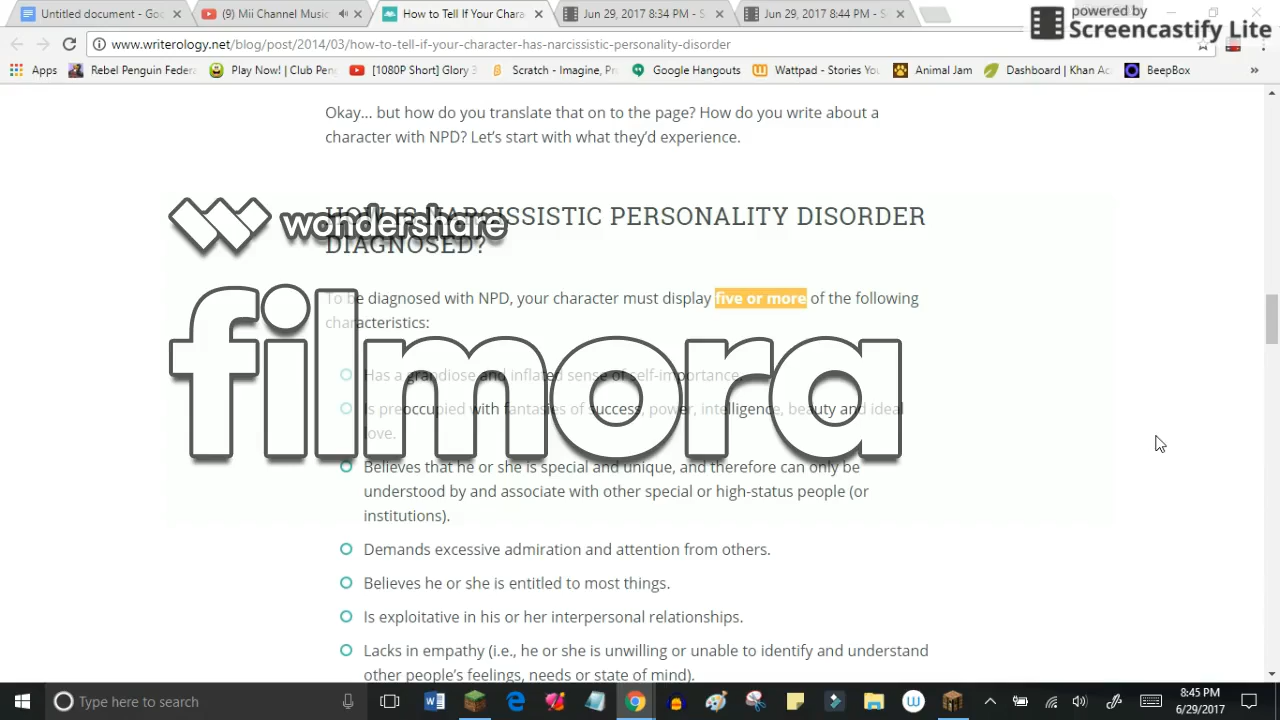 Untitled document - Goo
(9) Mii Channel Music
How to Tell If Your Chara
Jun 29, 2017 8:34 PM - S
Jun 29, 2017 8:44 PM - S
powered by
Screencastify Lite
www.writerology.net/blog/post/2014/03/how-to-tell-if-your-character-has-narcissistic-personality-disorder
Apps
Rebel Penguin Federa
Play Now! | Club Pen
[1080P Sh
] Glory 3
Scratch - Imagine, Pr
Google Hangouts
Wattpad - Stories You
Animal Jam
Dashboard | Khan Ac
BeepBox
»
Okay... but how do you translate that on to the page? How do you write about a
character with NPD? Let's start with what they'd experience.
HOW IS NARCISSISTIC PERSONALITY DISORDER
DIAGNOSED?
wondershare
filmora
To be diagnosed with NPD, your character must display five or more of the following
characteristics:
Has a grandiose and inflated sense of self-importance.
Is preoccupied with fantasies of success, power, intelligence, beauty and ideal
love.
Believes that he or she is special and unique, and therefore can only be
understood by and associate with other special or high-status people (or
institutions).
Demands excessive admiration and attention from others.
Believes he or she is entitled to most things.
Is exploitative in his or her interpersonal relationships.
Lacks in empathy (i.e., he or she is unwilling or unable to identify and understand
other people's feelings, needs or state of mind).
Type here to search
8:45 PM
6/29/2017